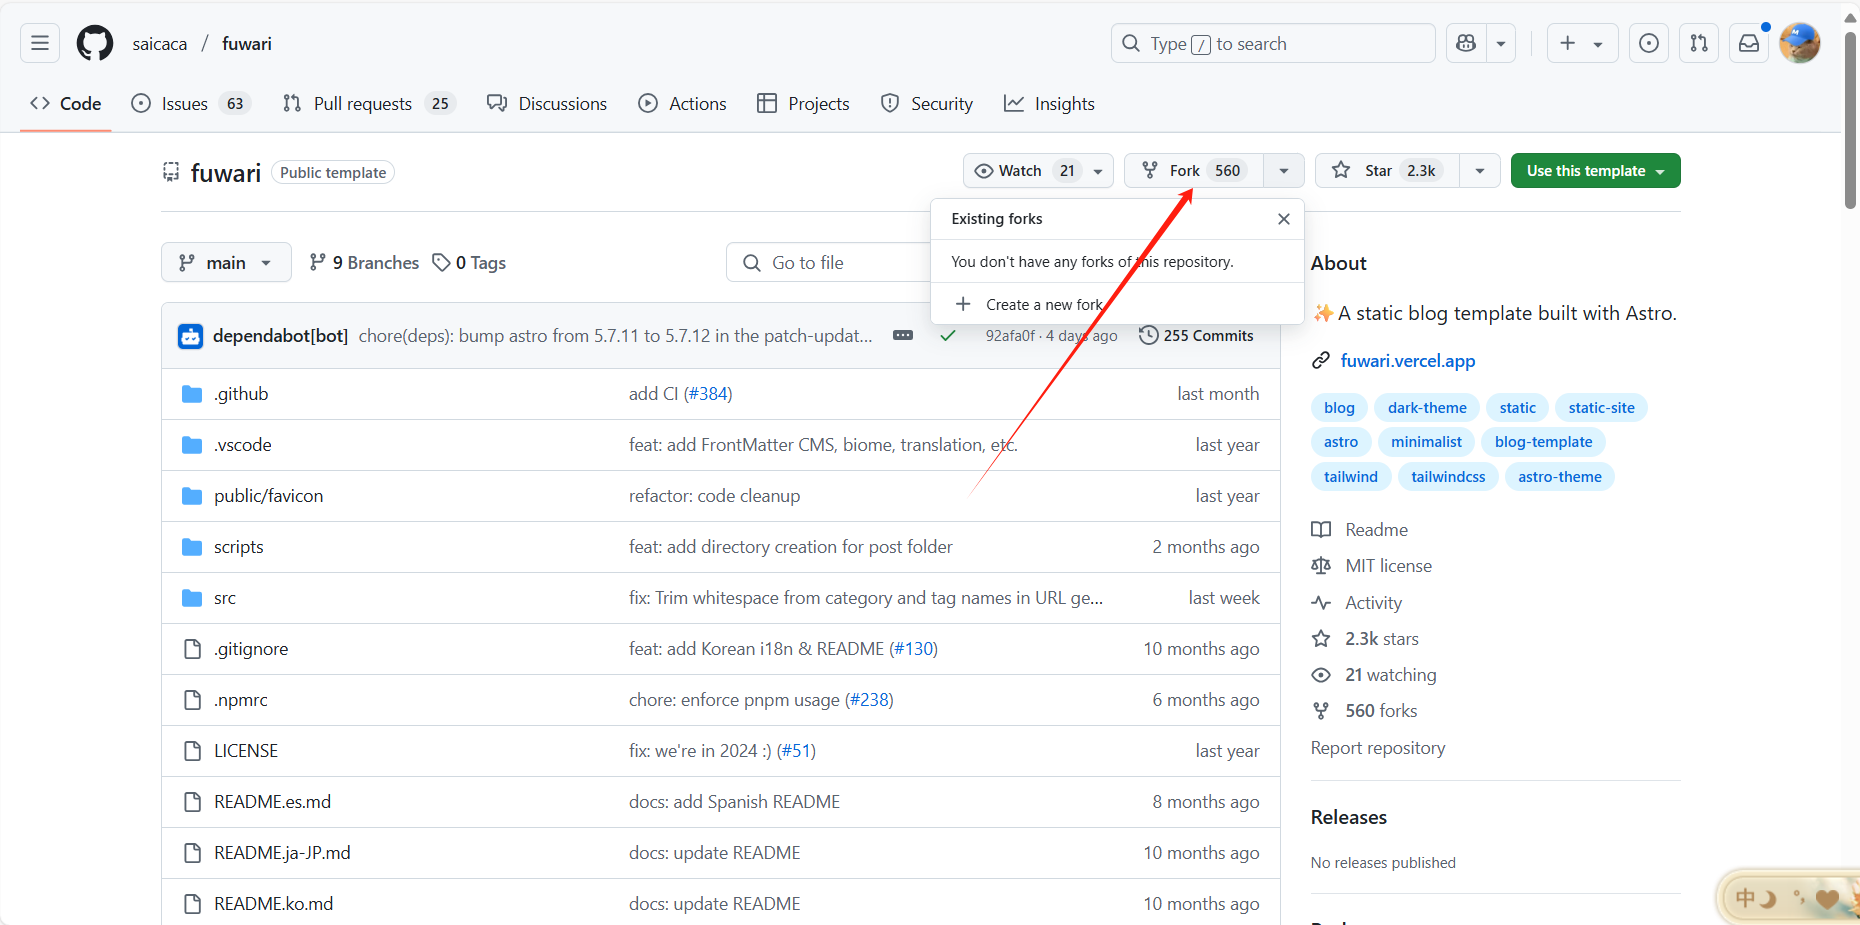 saicaca / fuwari
Type / to search
Code
Issues 63
Pull requests 25
Discussions
Actions
Projects
Security
Insights
fuwari Public template
Watch 21
Fork 560
Star 2.3k
Use this template
Existing forks
You don't have any forks of this repository.
Create a new fork
main
9 Branches
0 Tags
Go to file
dependabot[bot] chore(deps): bump astro from 5.7.11 to 5.7.12 in the patch-updat...
92afa0f · 4 days ago
255 Commits
.github add CI (#384) last month
.vscode feat: add FrontMatter CMS, biome, translation, etc. last year
public/favicon refactor: code cleanup last year
scripts feat: add directory creation for post folder 2 months ago
src fix: Trim whitespace from category and tag names in URL ge... last week
.gitignore feat: add Korean i18n & README (#130) 10 months ago
.npmrc chore: enforce pnpm usage (#238) 6 months ago
LICENSE fix: we're in 2024 :) (#51) last year
README.es.md docs: add Spanish README 8 months ago
README.ja-JP.md docs: update README 10 months ago
README.ko.md docs: update README 10 months ago
About
✨A static blog template built with Astro.
fuwari.vercel.app
blog dark-theme static static-site
astro minimalist blog-template
tailwind tailwindcss astro-theme
Readme
MIT license
Activity
2.3k stars
21 watching
560 forks
Report repository
Releases
No releases published
中